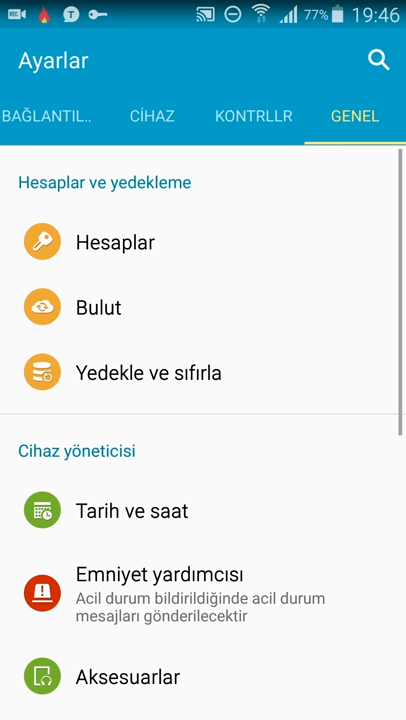 REC T 77% 19:46
Ayarlar
BAĞLANTIL.. CİHAZ KONTRLLR GENEL
Hesaplar ve yedekleme
Hesaplar
Bulut
Yedekle ve sıfırla
Cihaz yöneticisi
Tarih ve saat
Emniyet yardımcısı
Acil durum bildirildiğinde acil durum
mesajları gönderilecektir
Aksesuarlar